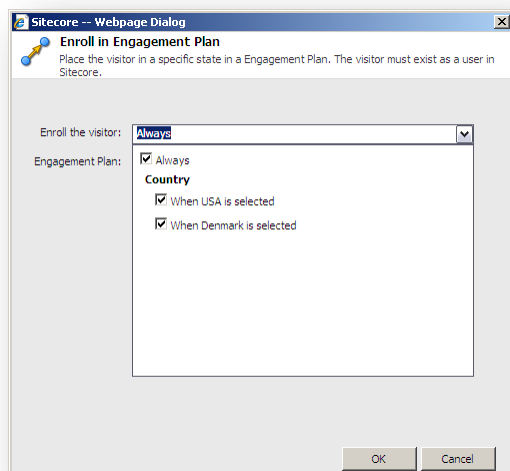 Sitecore -- Webpage Dialog
Enroll in Engagement Plan
Place the visitor in a specific state in a Engagement Plan. The visitor must exist as a user in
Sitecore.
Enroll the visitor:
Always
Engagement Plan:
Always
Country
When USA is selected
When Denmark is selected
OK
Cancel